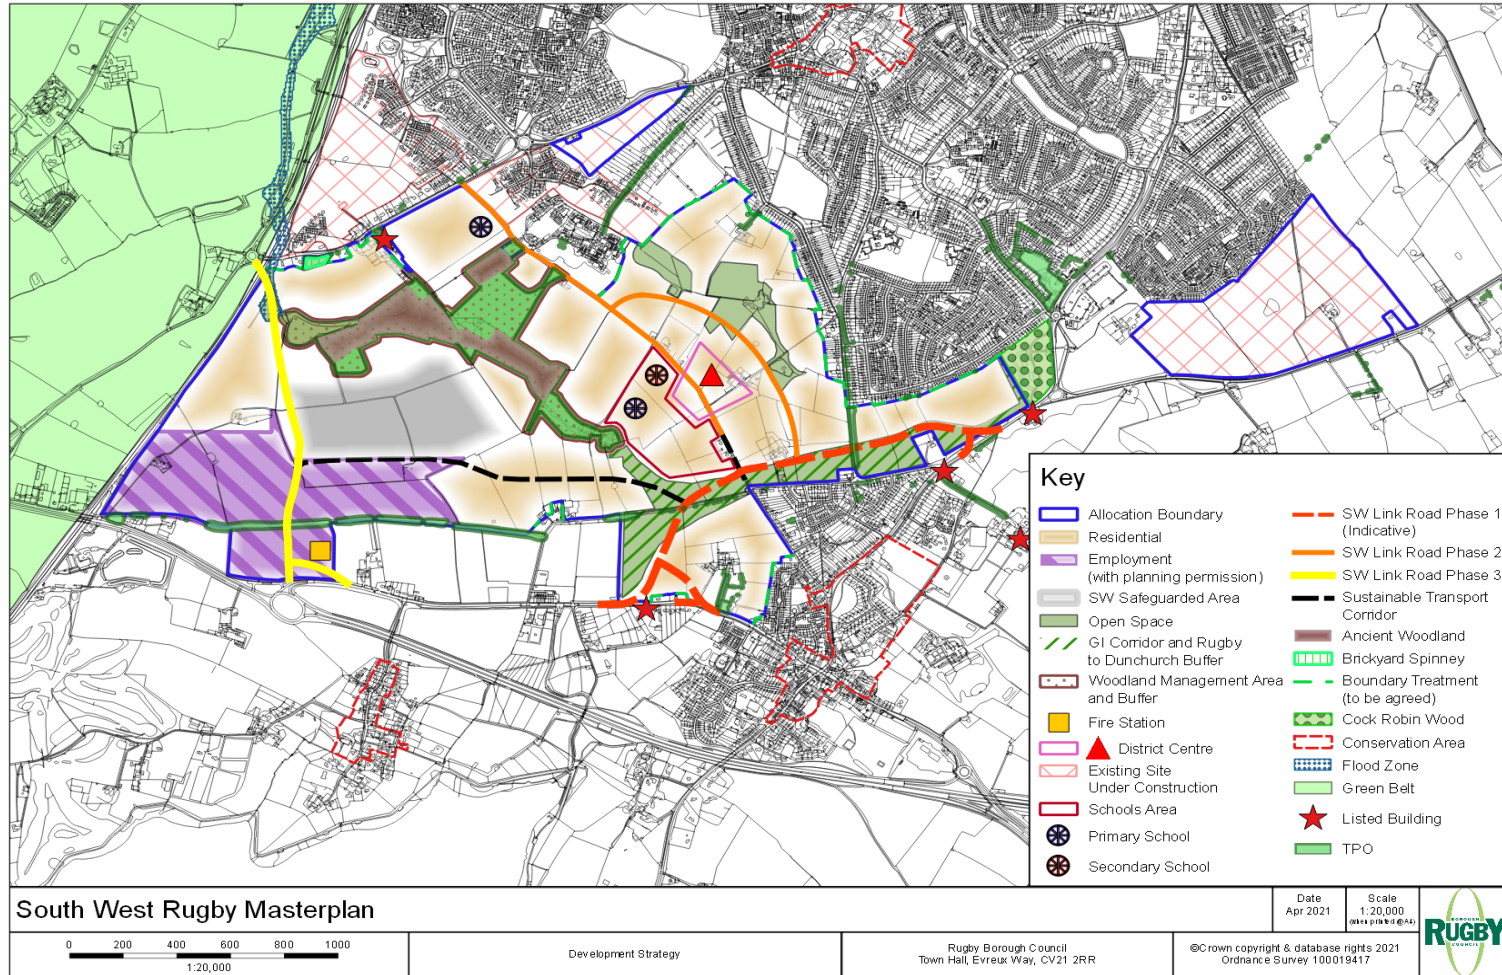 Key
Allocation Boundary
Residential
Employment
(with planning permission)
SW Safeguarded Area
Open Space
GI Corridor and Rugby
to Dunchurch Buffer
Woodland Management Area
and Buffer
Fire Station
District Centre
Existing Site
Under Construction
Schools Area
Primary School
Secondary School
SW Link Road Phase 1
(Indicative)
SW Link Road Phase 2
SW Link Road Phase 3
Sustainable Transport
Corridor
Ancient Woodland
Brickyard Spinney
Boundary Treatment
(to be agreed)
Cock Robin Wood
Conservation Area
Flood Zone
Green Belt
Listed Building
TPO
South West Rugby Masterplan
Date
Apr 2021
Scale
1:20,000
(when printed @A4)
BOROUGH
RUGBY
COUNCIL
0 200 400 600 800 1000
1:20,000
Development Strategy
Rugby Borough Council
Town Hall, Evreux Way, CV21 2RR
©Crown copyright & database rights 2021
Ordnance Survey 100019417